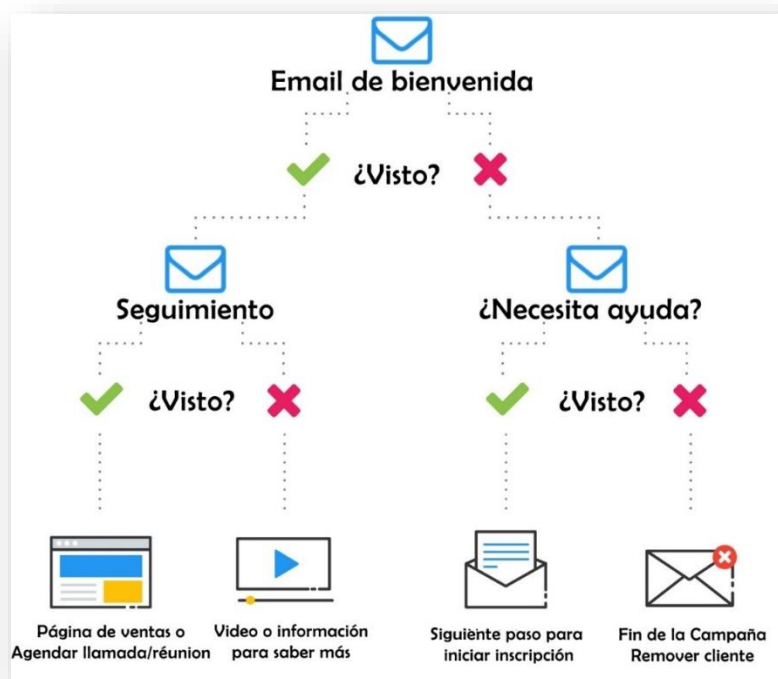 Email de bienvenida
¿Visto?
Seguimiento
¿Necesita ayuda?
¿Visto?
¿Visto?
Página de ventas o
Agendar llamada/réunion
Video o información
para saber más
Siguiente paso para
iniciar inscripción
Fin de la Campaña
Remover cliente